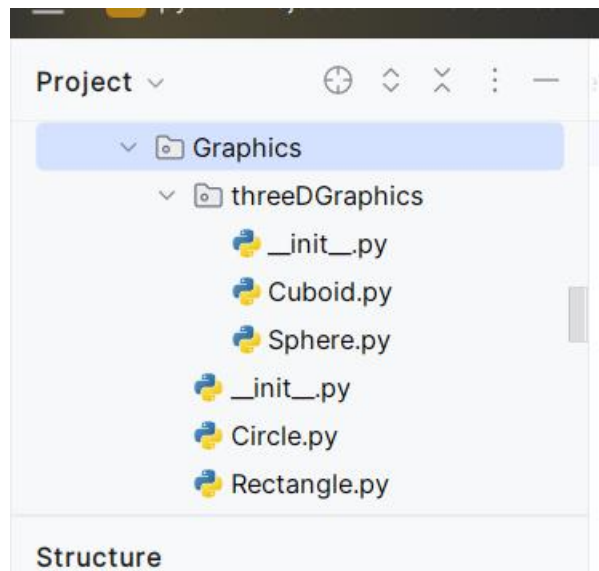 Project
Graphics
threeDGraphics
__init__.py
Cuboid.py
Sphere.py
__init__.py
Circle.py
Rectangle.py
Structure